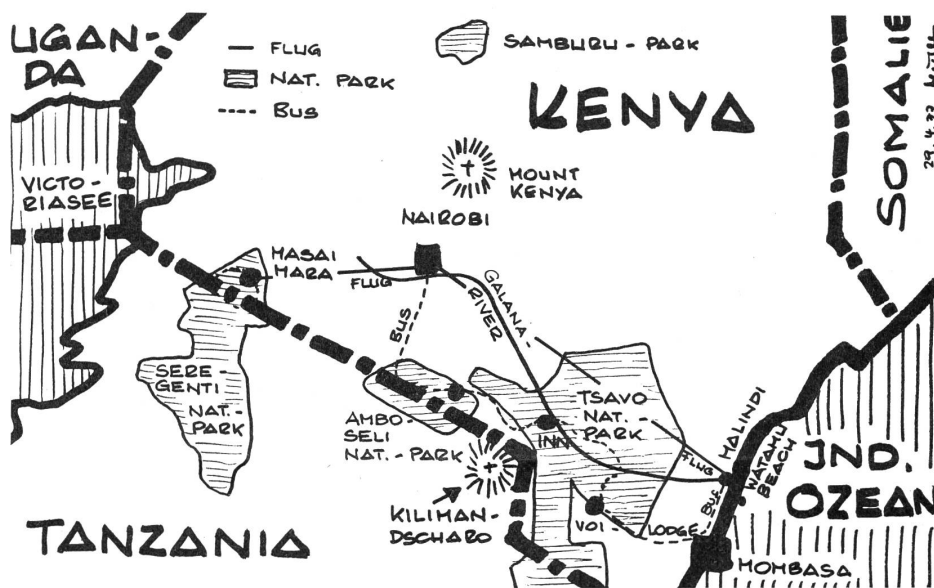 UGAN-
DA
FLUG
NAT. PARK
BUS
SAMBURU - PARK
KENYA
SOMALIE
29.4.
VICTO-
RIASEE
MOUNT
KENYA
NAIROBI
MASAI
MARA
FLUG
GALANA-
RIVER
BUS
SERE-
GENTI
NAT.-
PARK
AMBO-
SELI
NAT.-PARK
TSAVO
NAT.
PARK
INN
FLUG
MALINDI
WATAMU
BEACH
BUS
JND.
OZEAN
KILIMAN-
DSCHARO
VOI
LODGE
MOMBASA
TANZANIA